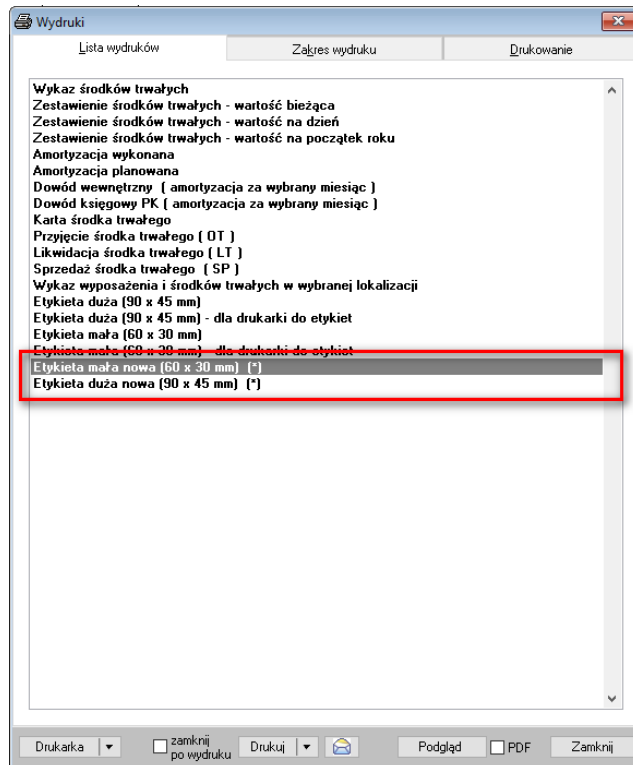 Wydruki
Lista wydruków
Zakres wydruku
Drukowanie
Wykaz środków trwałych
Zestawienie środków trwałych - wartość bieżąca
Zestawienie środków trwałych - wartość na dzień
Zestawienie środków trwałych - wartość na początek roku
Amortyzacja wykonana
Amortyzacja planowana
Dowód wewnętrzny ( amortyzacja za wybrany miesiąc )
Dowód księgowy PK ( amortyzacja za wybrany miesiąc )
Karta środka trwałego
Przyjęcie środka trwałego ( OT )
Likwidacja środka trwałego ( LT )
Sprzedaż środka trwałego ( SP )
Wykaz wyposażenia i środków trwałych w wybranej lokalizacji
Etykieta duża (90 x 45 mm)
Etykieta duża (90 x 45 mm) - dla drukarki do etykiet
Etykieta mała (60 x 30 mm)
Etykieta mała (60 x 30 mm) - dla drukarki do etykiet
Etykieta mała nowa (60 x 30 mm) (*)
Etykieta duża nowa (90 x 45 mm) (*)
Drukarka
zamknij
po wydruku
Drukuj
Podgląd
PDF
Zamknij